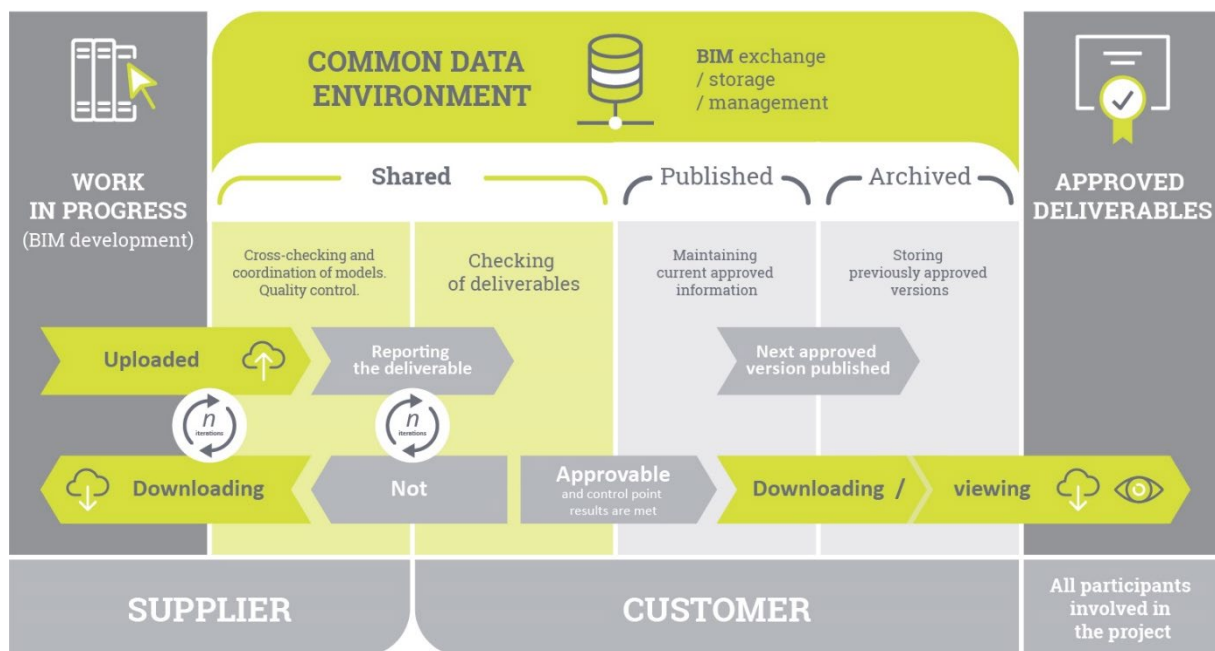 COMMON DATA
ENVIRONMENT
BIM exchange
/ storage
/ management
WORK
IN PROGRESS
(BIM development)
Shared
Published
Archived
APPROVED
DELIVERABLES
Cross-checking and
coordination of models.
Quality control.
Checking
of deliverables
Maintaining
current approved
information
Storing
previously approved
versions
Uploaded
Reporting
the deliverable
Next approved
version published
n
iterations
n
iterations
Downloading
Not
Approvable
and control point
results are met
Downloading /
viewing
SUPPLIER
CUSTOMER
All participants
involved in
the project